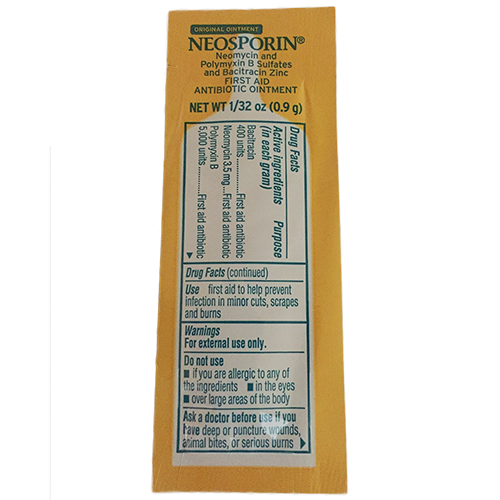 ORIGINAL OINTMENT
NEOSPORIN®
Neomycin and
Polymyxin B Sulfates
and Bacitracin Zinc
FIRST AID
ANTIBIOTIC OINTMENT
NET WT 1/32 oz (0.9 g)
Drug Facts
Active ingredients Purpose
(in each gram)
Bacitracin
400 units..............First aid antibiotic
Neomycin 3.5 mg...First aid antibiotic
Polymyxin B
5,000 units...........First aid antibiotic
▼
Drug Facts (continued)
Use first aid to help prevent
infection in minor cuts, scrapes
and burns
Warnings
For external use only.
Do not use
■ if you are allergic to any of
the ingredients ■ in the eyes
■ over large areas of the body
Ask a doctor before use if you
have deep or puncture wounds,
animal bites, or serious burns ▶